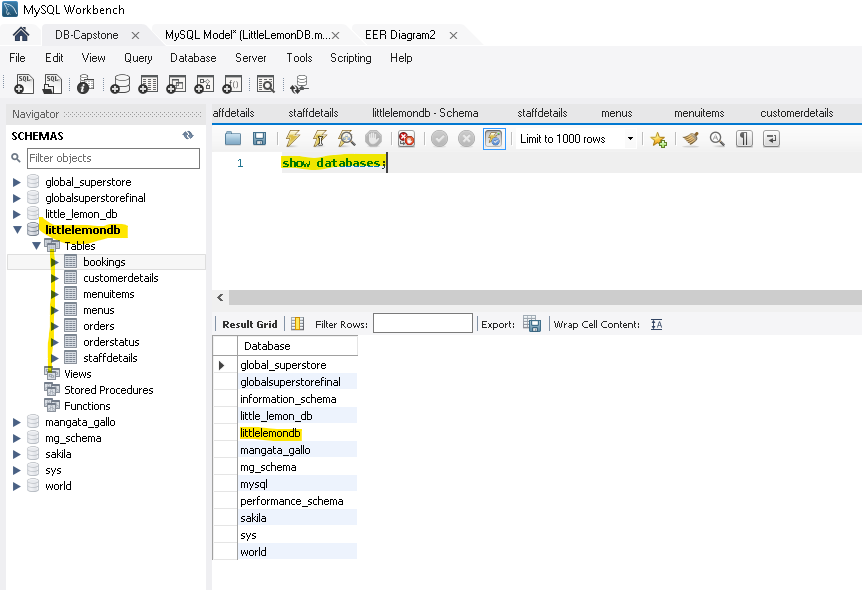 MySQL Workbench
DB-Capstone × MySQL Model* (LittleLemonDB.m... × EER Diagram2 ×
File Edit View Query Database Server Tools Scripting Help
Navigator
SCHEMAS
Filter objects
global_superstore
globalsuperstorefinal
little_lemon_db
littlelemondb
Tables
bookings
customerdetails
menuitems
menus
orders
orderstatus
staffdetails
Views
Stored Procedures
Functions
mangata_gallo
mg_schema
sakila
sys
world
affdetails staffdetails littlelemondb - Schema staffdetails menus menuitems customerdetails
Limit to 1000 rows
1 show databases;
Result Grid Filter Rows: Export: Wrap Cell Content:
Database
global_superstore
globalsuperstorefinal
information_schema
little_lemon_db
littlelemondb
mangata_gallo
mg_schema
mysql
performance_schema
sakila
sys
world